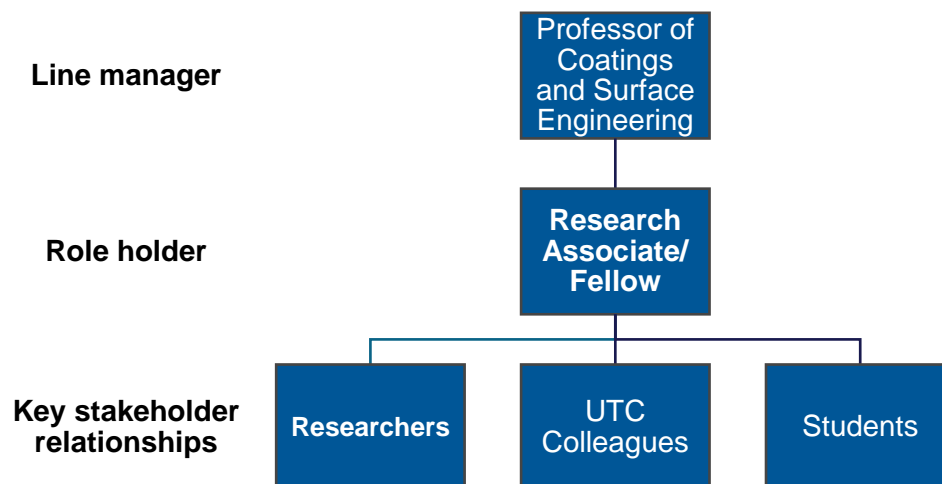 Line manager
Professor of
Coatings
and Surface
Engineering
Role holder
Research
Associate/
Fellow
Key stakeholder
relationships
Researchers
UTC
Colleagues
Students